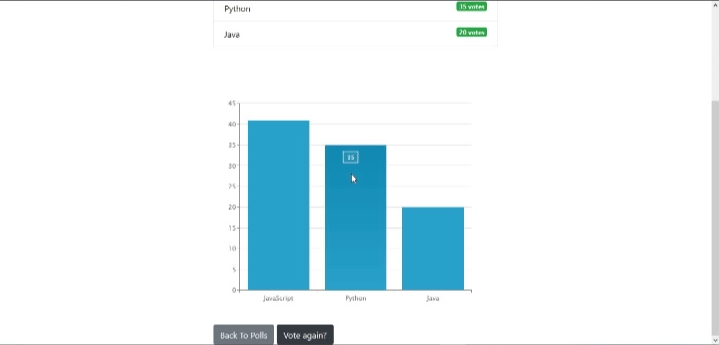 Python 35 votes
Java 20 votes
45
40
35
30
25
20
15
10
5
0
35
JavaScript Python Java
Back To Polls Vote again?